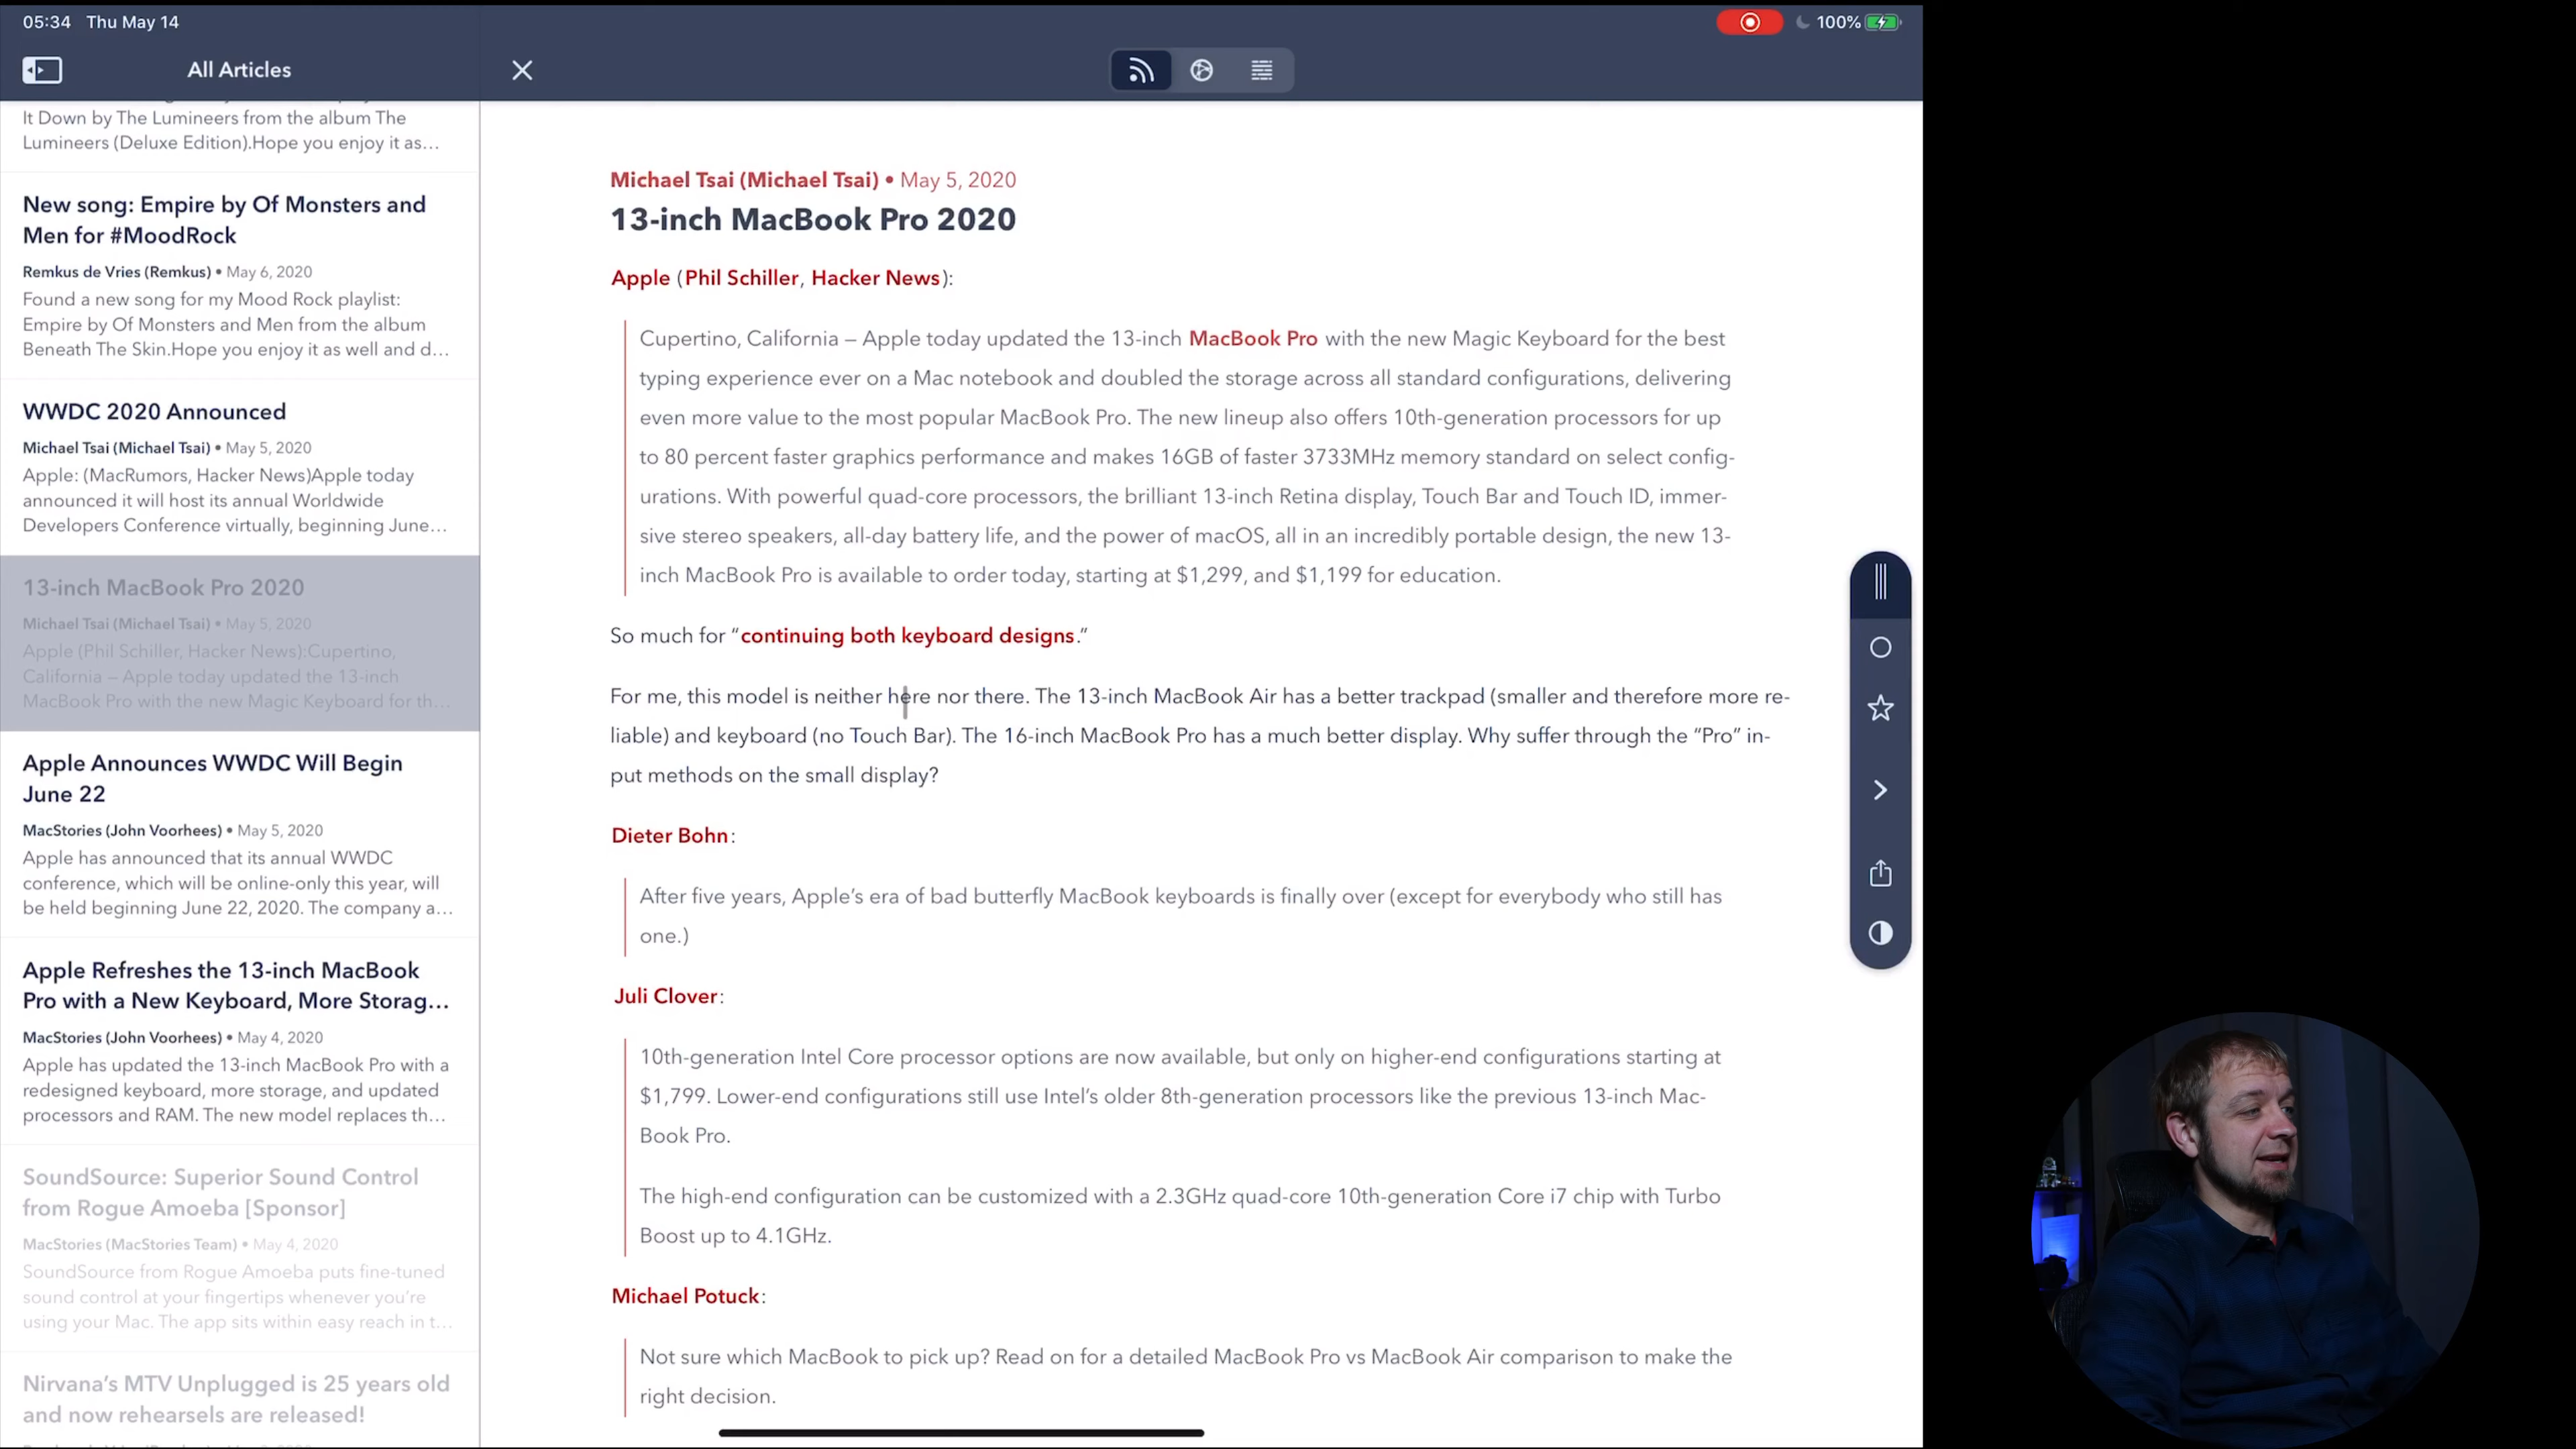 05:34 Thu May 14
100%
All Articles
It Down by The Lumineers from the album The
Lumineers (Deluxe Edition).Hope you enjoy it as…
New song: Empire by Of Monsters and
Men for #MoodRock
Remkus de Vries (Remkus) • May 6, 2020
Found a new song for my Mood Rock playlist:
Empire by Of Monsters and Men from the album
Beneath The Skin.Hope you enjoy it as well and d…
WWDC 2020 Announced
Michael Tsai (Michael Tsai) • May 5, 2020
Apple: (MacRumors, Hacker News)Apple today
announced it will host its annual Worldwide
Developers Conference virtually, beginning June…
13-inch MacBook Pro 2020
Michael Tsai (Michael Tsai) • May 5, 2020
Apple (Phil Schiller, Hacker News):Cupertino,
California – Apple today updated the 13-inch
MacBook Pro with the new Magic Keyboard for th…
Apple Announces WWDC Will Begin
June 22
MacStories (John Voorhees) • May 5, 2020
Apple has announced that its annual WWDC
conference, which will be online-only this year, will
be held beginning June 22, 2020. The company a…
Apple Refreshes the 13-inch MacBook
Pro with a New Keyboard, More Storag…
MacStories (John Voorhees) • May 4, 2020
Apple has updated the 13-inch MacBook Pro with a
redesigned keyboard, more storage, and updated
processors and RAM. The new model replaces th…
SoundSource: Superior Sound Control
from Rogue Amoeba [Sponsor]
MacStories (MacStories Team) • May 4, 2020
SoundSource from Rogue Amoeba puts fine-tuned
sound control at your fingertips whenever you're
using your Mac. The app sits within easy reach in t…
Nirvana's MTV Unplugged is 25 years old
and now rehearsels are released!
Michael Tsai (Michael Tsai) • May 5, 2020
13-inch MacBook Pro 2020
Apple (Phil Schiller, Hacker News):
Cupertino, California – Apple today updated the 13-inch MacBook Pro with the new Magic Keyboard for the best
typing experience ever on a Mac notebook and doubled the storage across all standard configurations, delivering
even more value to the most popular MacBook Pro. The new lineup also offers 10th-generation processors for up
to 80 percent faster graphics performance and makes 16GB of faster 3733MHz memory standard on select config-
urations. With powerful quad-core processors, the brilliant 13-inch Retina display, Touch Bar and Touch ID, immer-
sive stereo speakers, all-day battery life, and the power of macOS, all in an incredibly portable design, the new 13-
inch MacBook Pro is available to order today, starting at $1,299, and $1,199 for education.
So much for “continuing both keyboard designs.”
For me, this model is neither here nor there. The 13-inch MacBook Air has a better trackpad (smaller and therefore more re-
liable) and keyboard (no Touch Bar). The 16-inch MacBook Pro has a much better display. Why suffer through the “Pro” in-
put methods on the small display?
Dieter Bohn:
After five years, Apple's era of bad butterfly MacBook keyboards is finally over (except for everybody who still has
one.)
Juli Clover:
10th-generation Intel Core processor options are now available, but only on higher-end configurations starting at
$1,799. Lower-end configurations still use Intel's older 8th-generation processors like the previous 13-inch Mac-
Book Pro.
The high-end configuration can be customized with a 2.3GHz quad-core 10th-generation Core i7 chip with Turbo
Boost up to 4.1GHz.
Michael Potuck:
Not sure which MacBook to pick up? Read on for a detailed MacBook Pro vs MacBook Air comparison to make the
right decision.